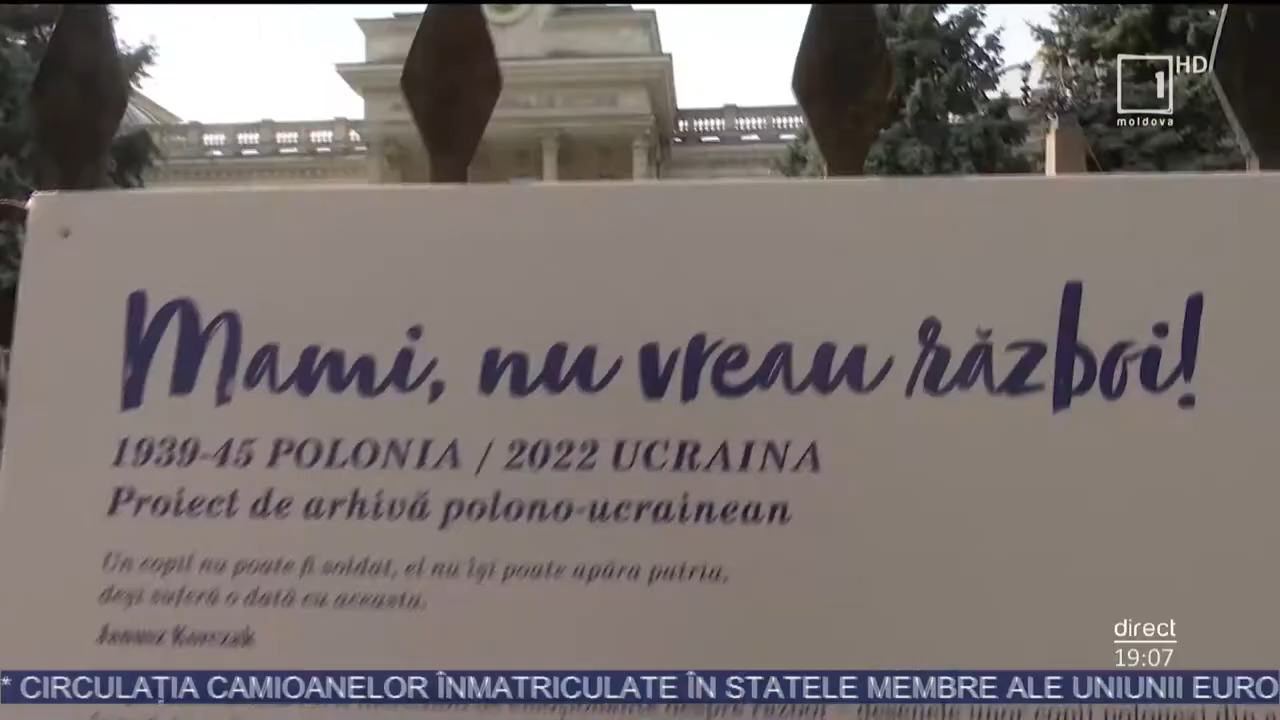 1 HD
moldova
Mami, nu vreau război!
1939-45 POLONIA / 2022 UCRAINA
Proiect de arhivă polono-ucrainean
Un copil nu poate fi soldat, el nu își poate apăra patria,
deși suferă o dată cu aceasta.
Janusz Korczak
direct
19:07
* CIRCULAȚIA CAMIOANELOR ÎNMATRICULATE ÎN STATELE MEMBRE ALE UNIUNII EURO